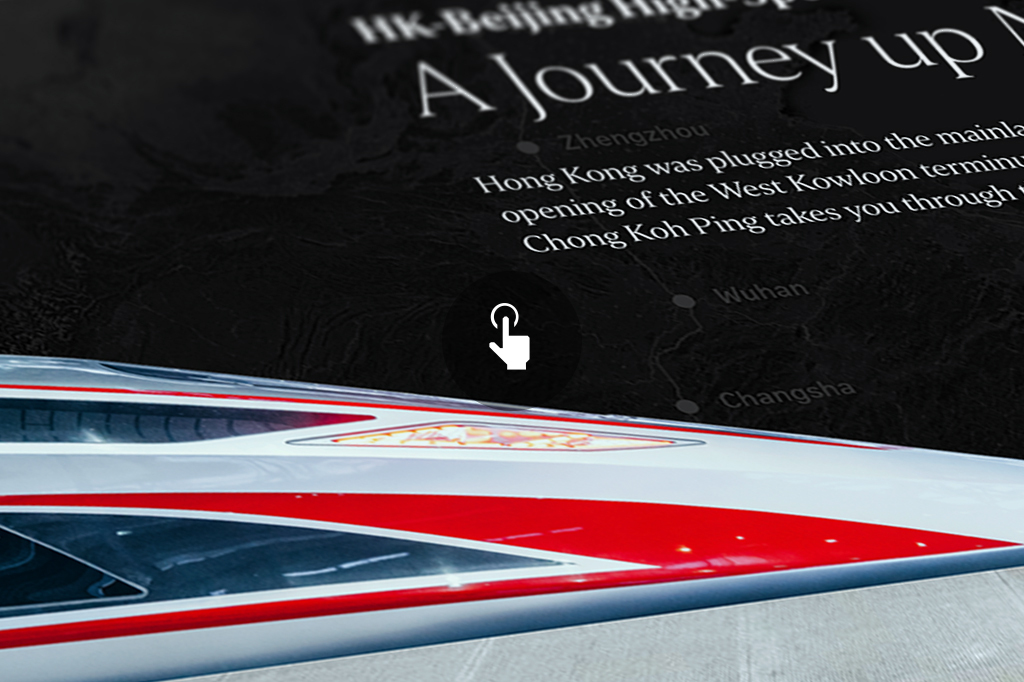 HK-Beijing High-Sp
A Journey up
Zhengzhou
Hong Kong was plugged into the mainla
opening of the West Kowloon terminu
Chong Koh Ping takes you through
Wuhan
Changsha